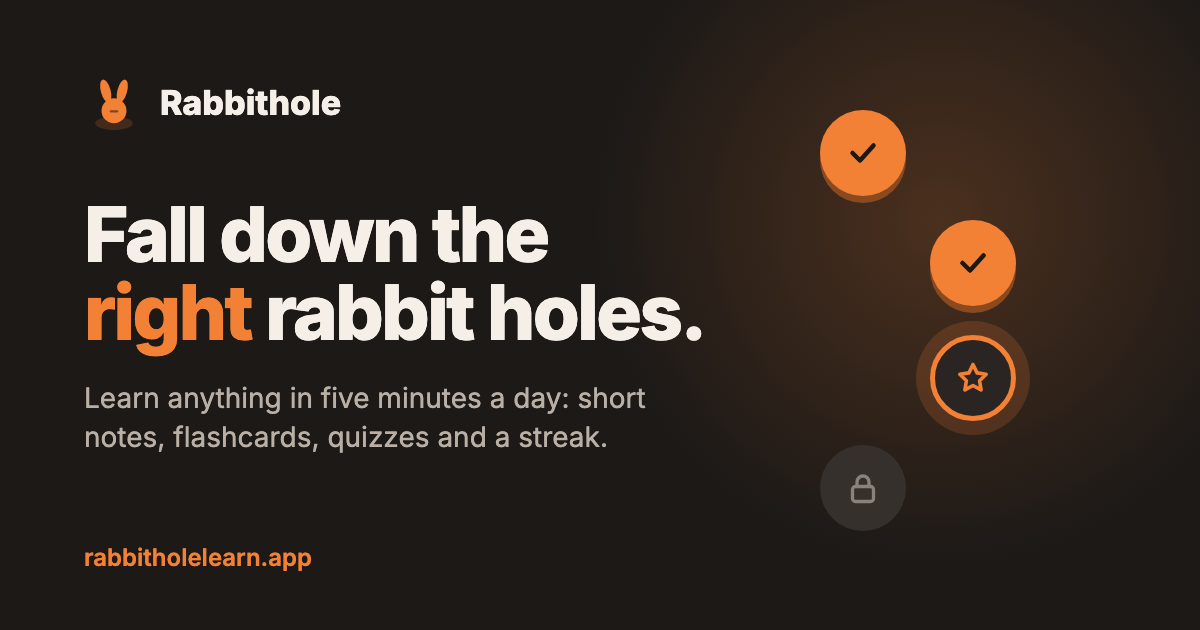 Rabbithole
Fall down the
right rabbit holes.
Learn anything in five minutes a day: short
notes, flashcards, quizzes and a streak.
rabbitholelearn.app